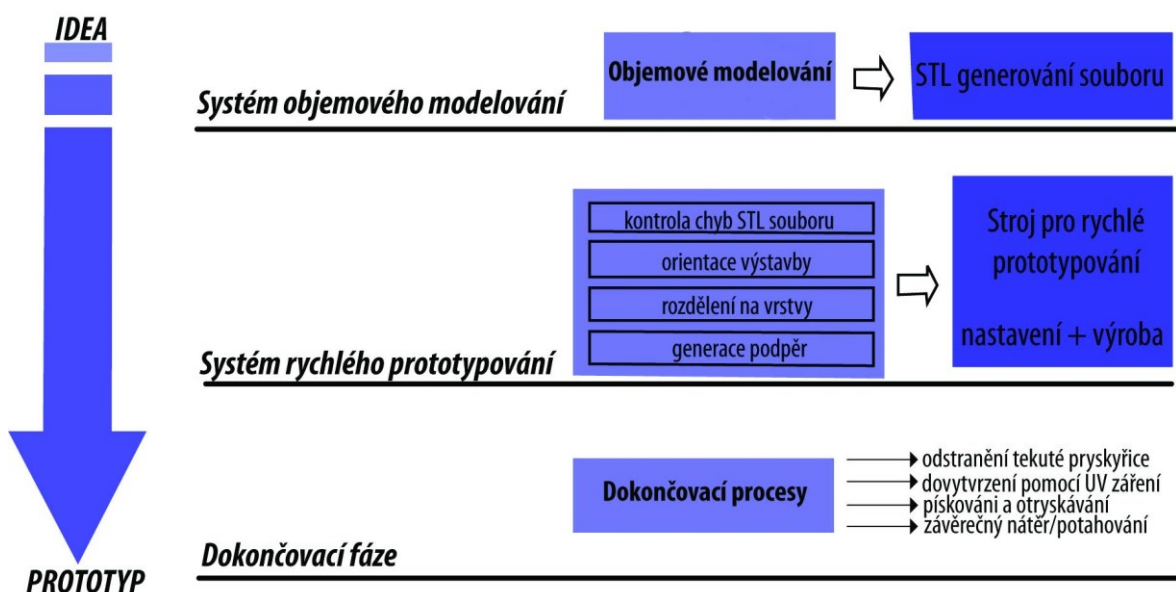 IDEA
Objemové modelování
STL generování souboru
Systém objemového modelování
kontrola chyb STL souboru
orientace výstavby
rozdělení na vrstvy
generace podpěr
Stroj pro rychlé
prototypování
nastavení + výroba
Systém rychlého prototypování
Dokončovací procesy
odstranění tekuté pryskyřice
dovytvrzení pomocí UV záření
pískováni a otryskávání
závěrečný nátěr/potahování
Dokončovací fáze
PROTOTYP